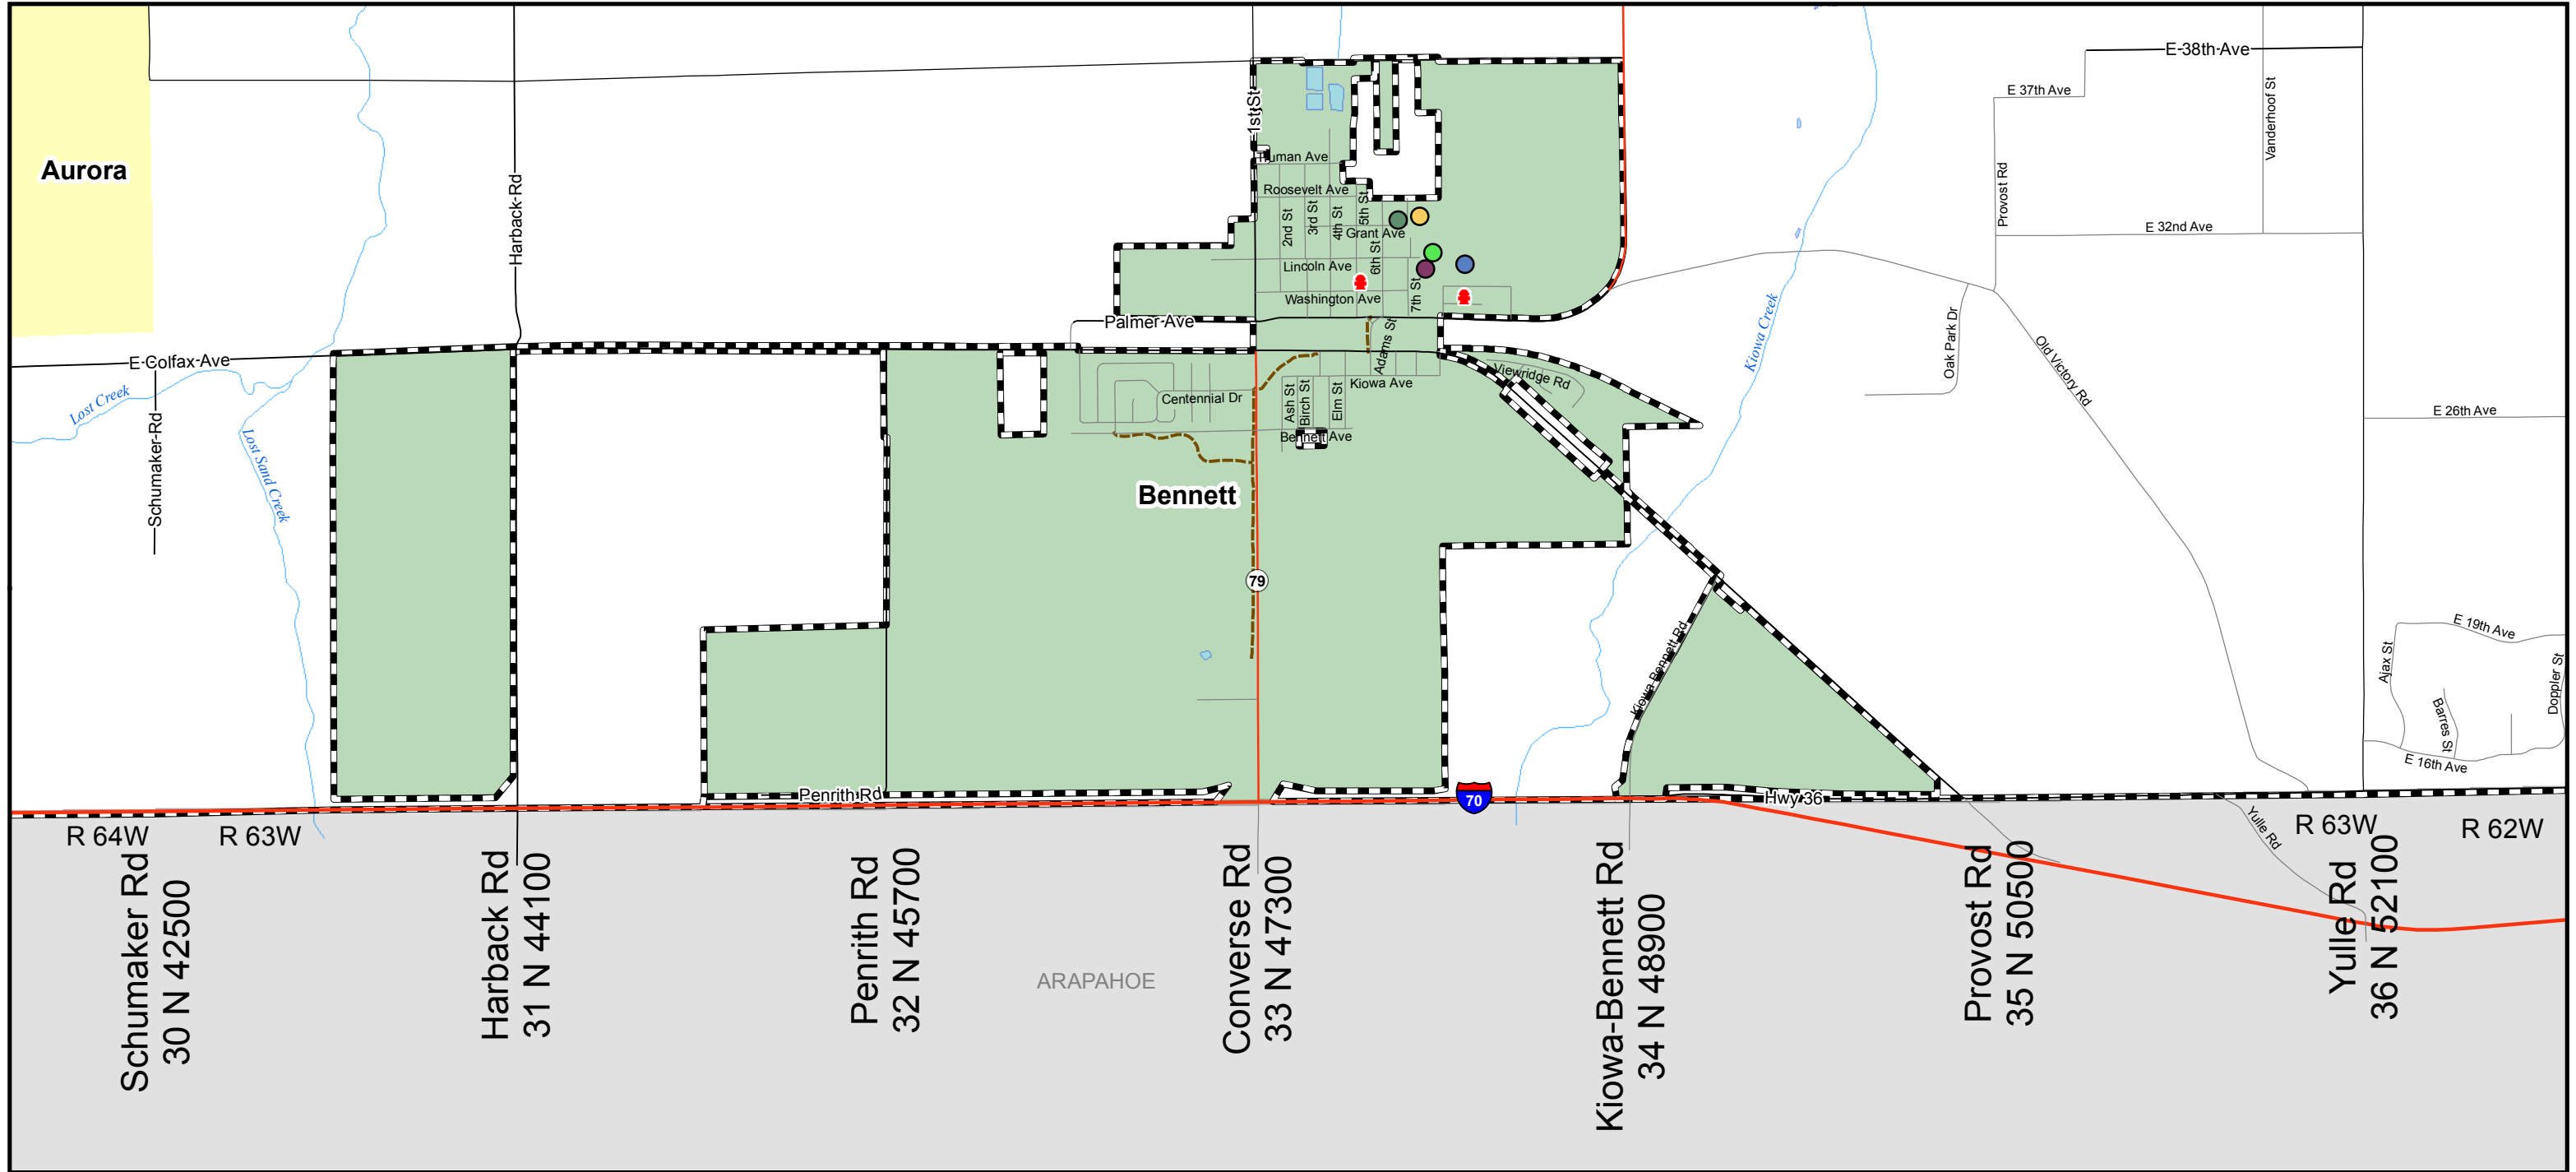 E 38th Ave
E 37th Ave
Vanderhoof St
1st St
Aurora
Truman Ave
Harback Rd
Roosevelt Ave
Provost Rd
2nd St
3rd St
4th St
5th St
Grant Ave
E 32nd Ave
6th St
Lincoln Ave
7th St
Washington Ave
Palmer Ave
Kiowa Creek
Oak Park Dr
Adams St
E Colfax Ave
Old Victory Rd
Viewridge Rd
Kiowa Ave
Centennial Dr
Ash St
Birch St
Elm St
Lost Creek
E 26th Ave
Bennett Ave
Schumaker Rd
Lost Sand Creek
Bennett
79
E 19th Ave
Ajax St
Kiowa Bennett Rd
Doppler St
Barres St
E 16th Ave
Penrith Rd
70
Hwy 36
R 64W
R 63W
Yulle Rd
R 63W
R 62W
Schumaker Rd
30 N 42500
Harback Rd
31 N 44100
Penrith Rd
32 N 45700
Converse Rd
33 N 47300
Kiowa-Bennett Rd
34 N 48900
Provost Rd
35 N 50500
Yulle Rd
36 N 52100
ARAPAHOE